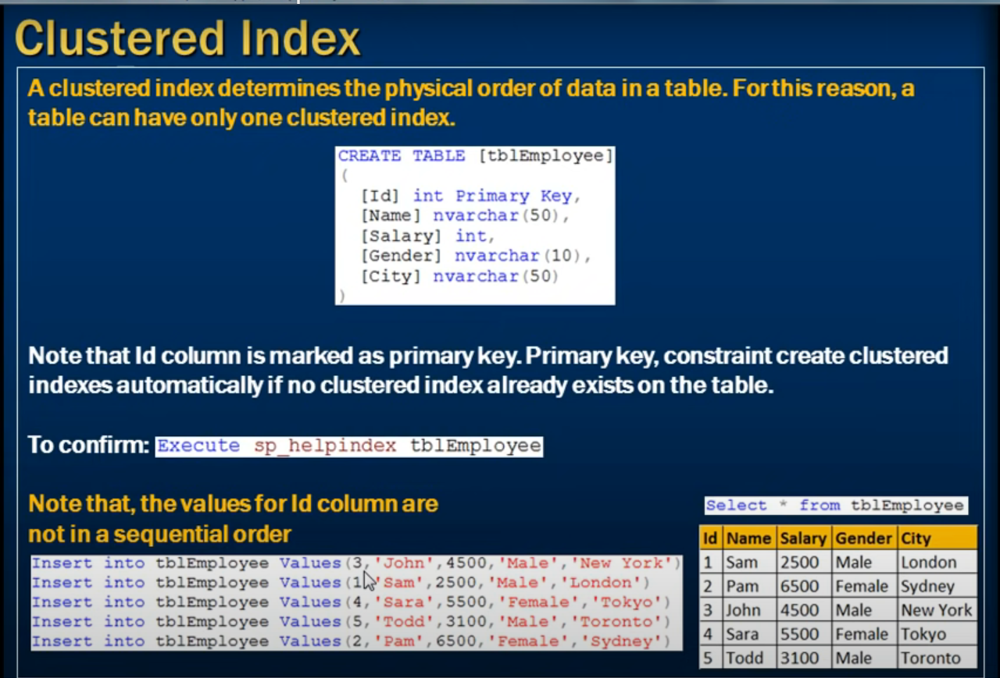 Clustered Index
A clustered index determines the physical order of data in a table. For this reason, a
table can have only one clustered index.
CREATE TABLE [tblEmployee]
(
[Id] int Primary Key,
[Name] nvarchar(50),
[Salary] int,
[Gender] nvarchar(10),
[City] nvarchar(50)
)
Note that Id column is marked as primary key. Primary key, constraint create clustered
indexes automatically if no clustered index already exists on the table.
To confirm: Execute sp_helpindex tblEmployee
Note that, the values for Id column are
not in a sequential order
Insert into tblEmployee Values(3,'John',4500,'Male','New York')
Insert into tblEmployee Values(1,'Sam',2500,'Male','London')
Insert into tblEmployee Values(4,'Sara',5500,'Female','Tokyo')
Insert into tblEmployee Values(5,'Todd',3100,'Male','Toronto')
Insert into tblEmployee Values(2,'Pam',6500,'Female','Sydney')
Select * from tblEmployee
Id Name Salary Gender City
1 Sam 2500 Male London
2 Pam 6500 Female Sydney
3 John 4500 Male New York
4 Sara 5500 Female Tokyo
5 Todd 3100 Male Toronto